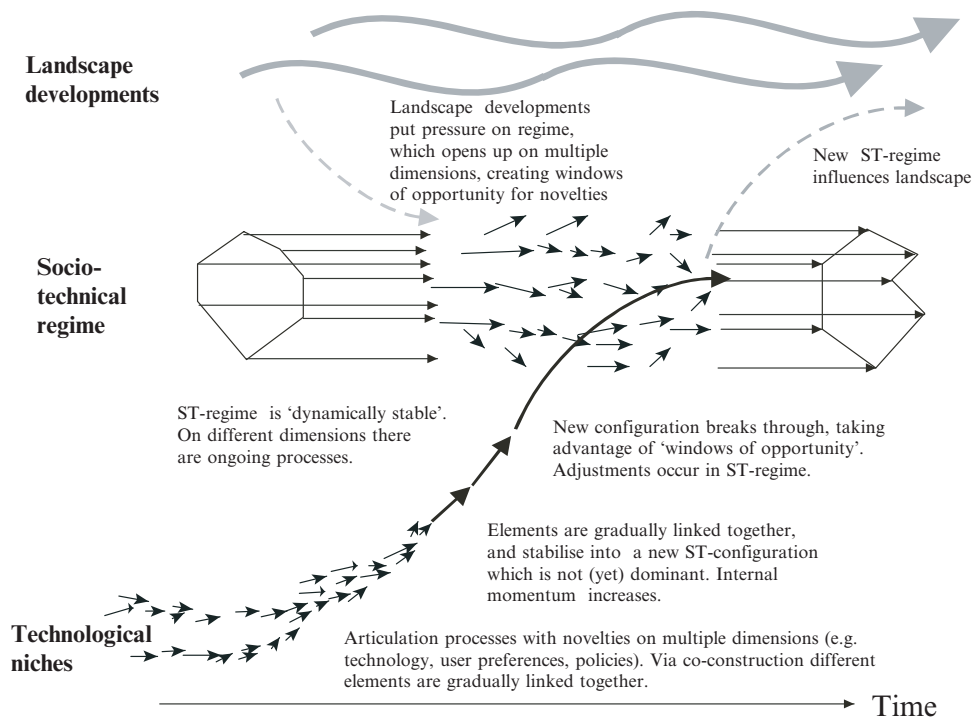 Landscape
developments
Landscape developments
put pressure on regime,
which opens up on multiple
dimensions, creating windows
of opportunity for novelties
New ST-regime
influences landscape
Socio-
technical
regime
ST-regime is ‘dynamically stable’.
On different dimensions there
are ongoing processes.
New configuration breaks through, taking
advantage of ‘windows of opportunity’.
Adjustments occur in ST-regime.
Elements are gradually linked together,
and stabilise into a new ST-configuration
which is not (yet) dominant. Internal
momentum increases.
Technological
niches
Articulation processes with novelties on multiple dimensions (e.g.
technology, user preferences, policies). Via co-construction different
elements are gradually linked together.
Time